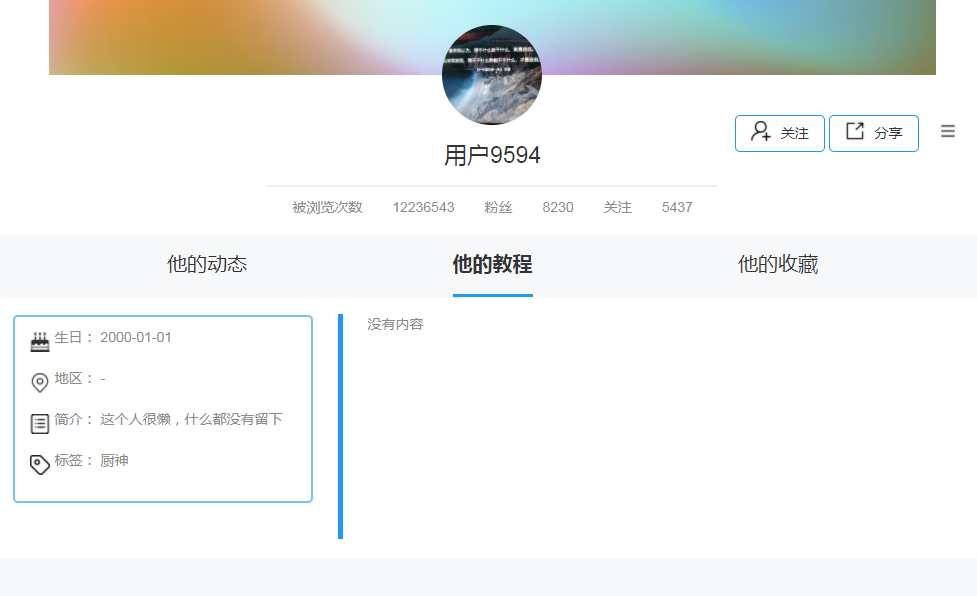 用户9594
关注
分享
被浏览次数 12236543 粉丝 8230 关注 5437
他的动态 他的教程 他的收藏
生日： 2000-01-01
地区： -
简介： 这个人很懒，什么都没有留下
标签： 厨神
没有内容